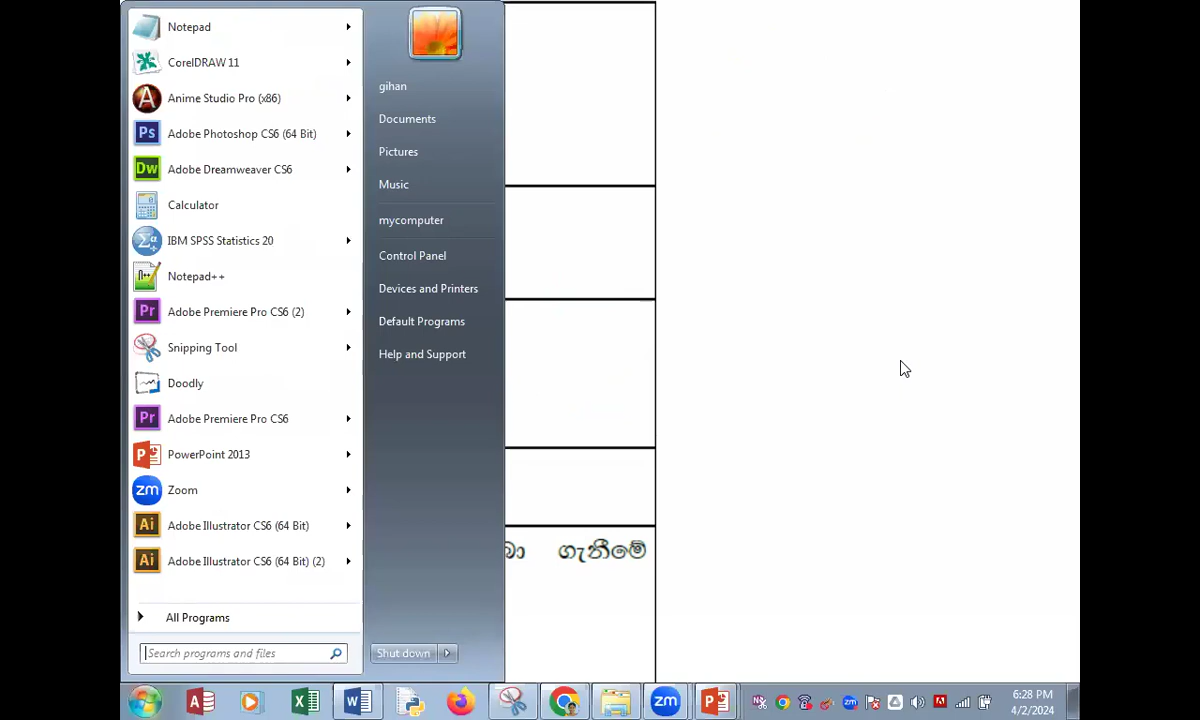 Notepad
CorelDRAW 11
Anime Studio Pro (x86)
Adobe Photoshop CS6 (64 Bit)
Adobe Dreamweaver CS6
Calculator
IBM SPSS Statistics 20
Notepad++
Adobe Premiere Pro CS6 (2)
Snipping Tool
Doodly
Adobe Premiere Pro CS6
PowerPoint 2013
Zoom
Adobe Illustrator CS6 (64 Bit)
Adobe Illustrator CS6 (64 Bit) (2)
All Programs
Search programs and files
gihan
Documents
Pictures
Music
mycomputer
Control Panel
Devices and Printers
Default Programs
Help and Support
Shut down
ගැනීමේ
6:28 PM
4/2/2024